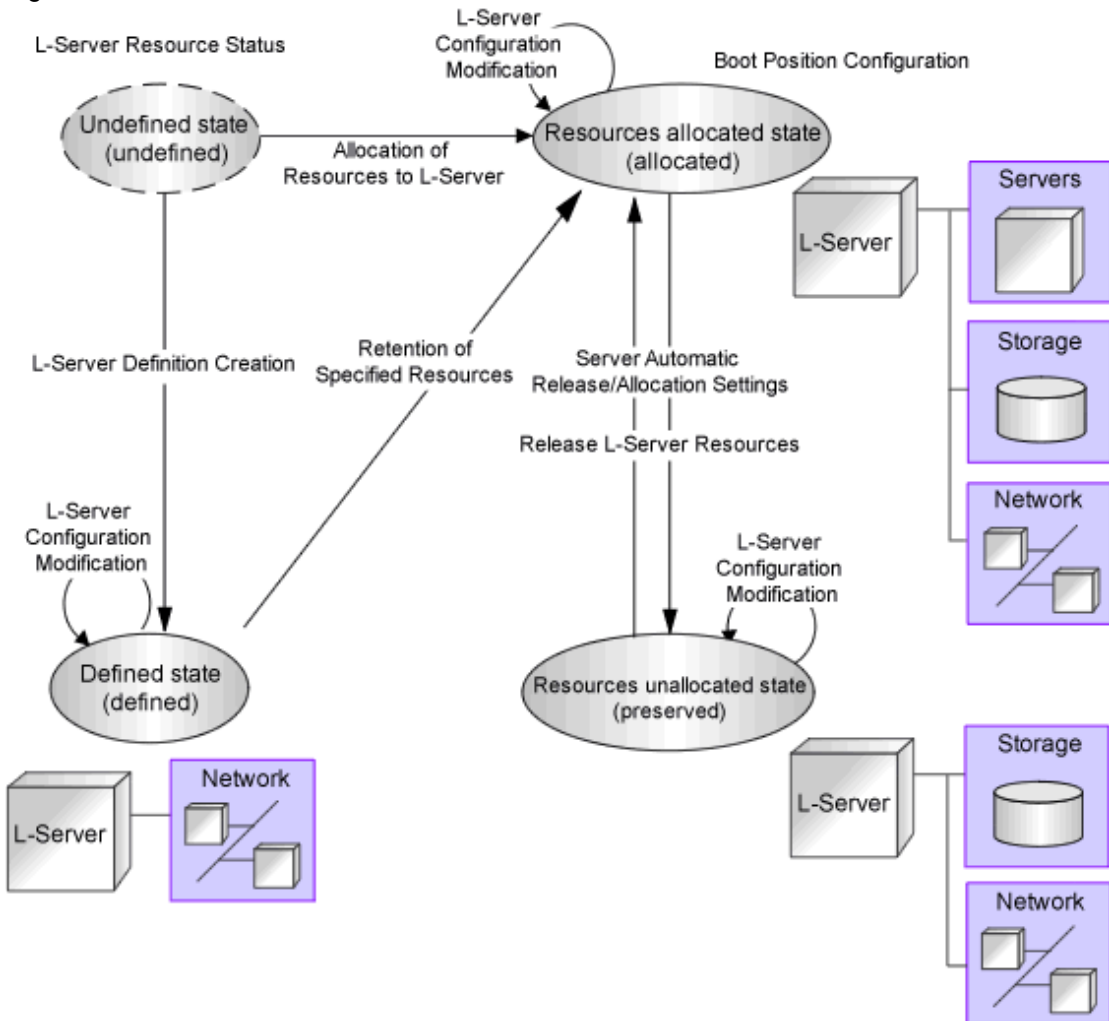 L-Server Resource Status
L-Server
Configuration
Modification
Boot Position Configuration
Undefined state
(undefined)
Allocation of
Resources to L-Server
Resources allocated state
(allocated)
L-Server
Servers
Storage
Network
L-Server Definition Creation
Retention of
Specified Resources
Server Automatic
Release/Allocation Settings
Release L-Server Resources
L-Server
Configuration
Modification
L-Server
Configuration
Modification
Defined state
(defined)
Resources unallocated state
(preserved)
L-Server
Network
L-Server
Storage
Network